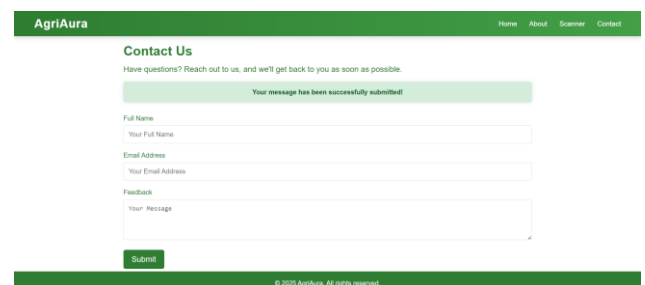 AgriAura
Home About Scanner Contact
Contact Us
Have questions? Reach out to us, and we'll get back to you as soon as possible.
Your message has been successfully submitted!
Full Name
Your Full Name
Email Address
Your Email Address
Feedback
Your Message
Submit
© 2025 AgriAura. All rights reserved.